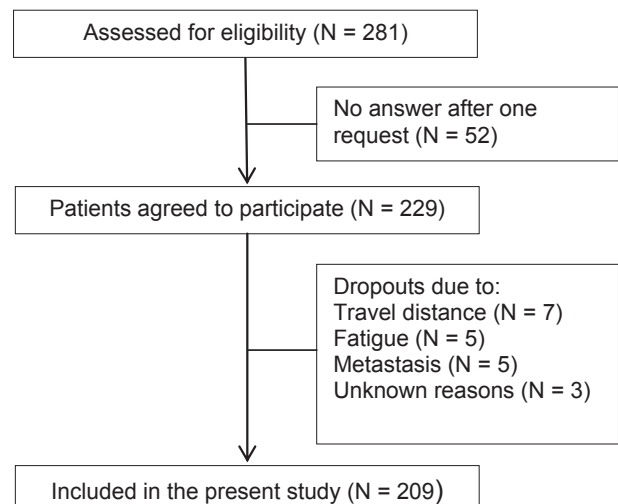 Assessed for eligibility (N = 281)
No answer after one
request (N = 52)
Patients agreed to participate (N = 229)
Dropouts due to:
Travel distance (N = 7)
Fatigue (N = 5)
Metastasis (N = 5)
Unknown reasons (N = 3)
Included in the present study (N = 209)